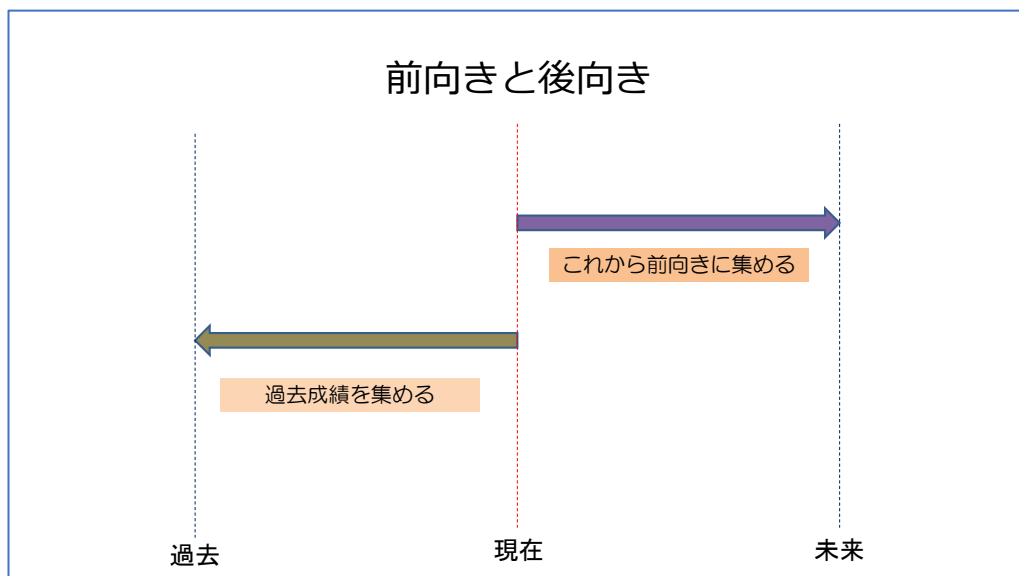 前向きと後向き
これから前向きに集める
過去成績を集める
過去
現在
未来